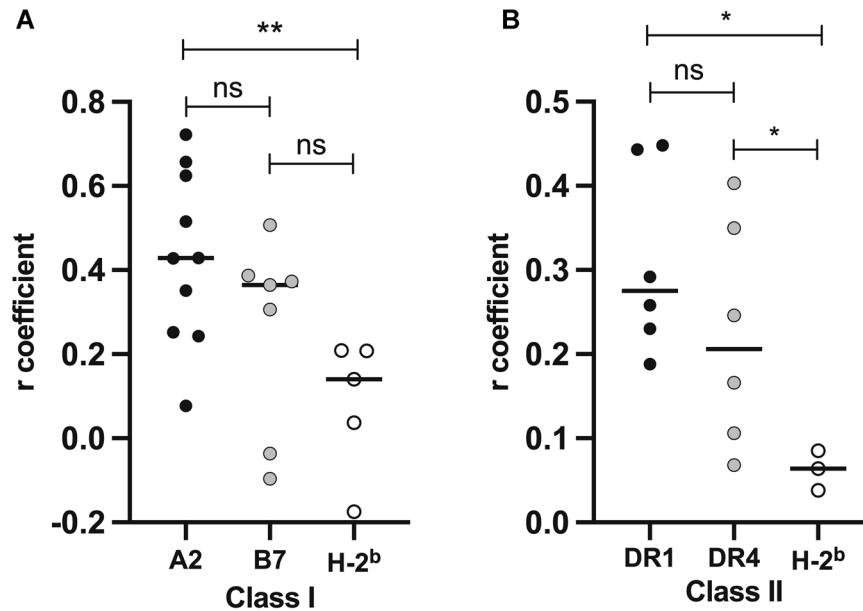 A
**
ns
ns
0.8
0.6
0.4
0.2
0.0
-0.2
r coefficient
A2 B7 H-2ᵇ
Class I
B
*
ns
*
0.5
0.4
0.3
0.2
0.1
0.0
r coefficient
DR1 DR4 H-2ᵇ
Class II